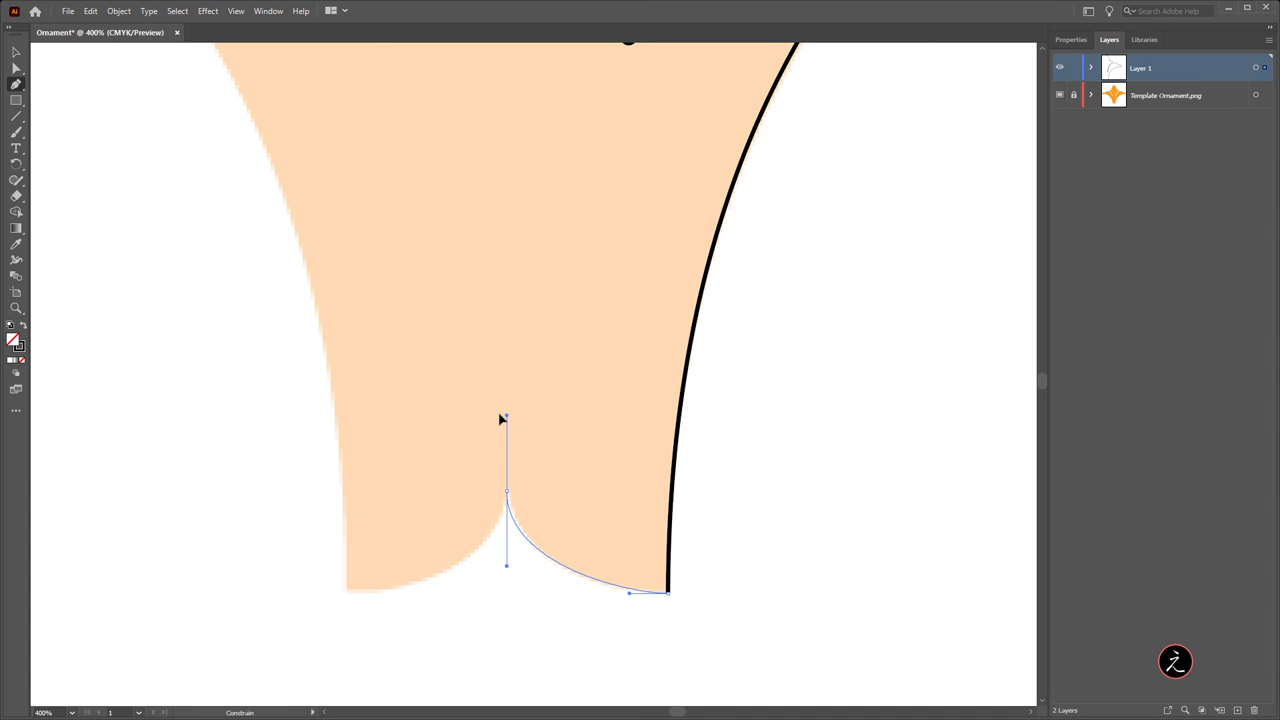 Ai File Edit Object Type Select Effect View Window Help Search Adobe Help
Ornament* @ 400% (CMYK/Preview) ×
Properties Layers Libraries
Layer 1
Template Ornament.png
400% 1 Constrain 2 Layers